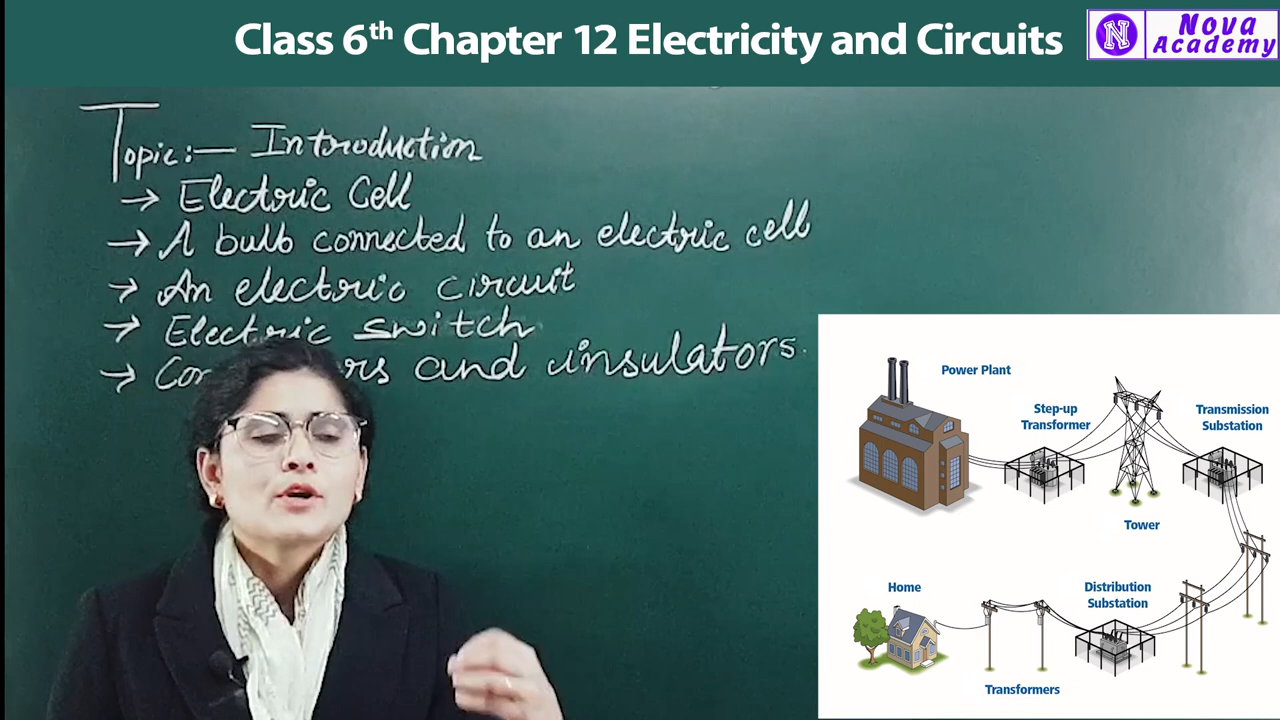 Class 6th Chapter 12 Electricity and Circuits
N
Nova
Academy
Topic:— Introduction
→ Electric Cell
→ A bulb connected to an electric cell
→ An electric circuit
→ Electric switch
→ and insulators.
Power Plant
Step-up
Transformer
Transmission
Substation
Tower
Home
Distribution
Substation
Transformers